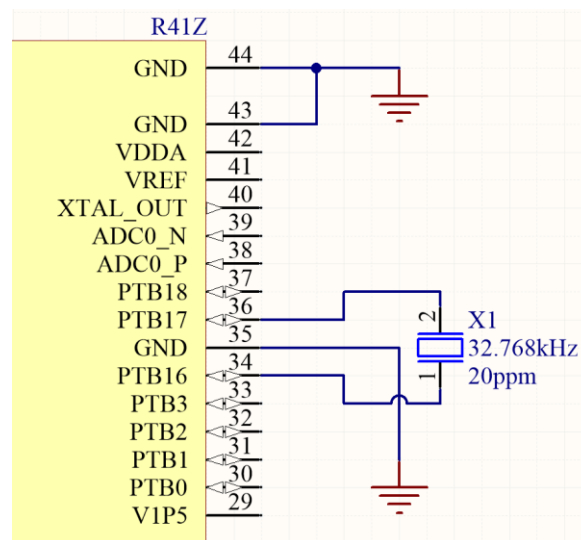 R41Z
GND 44
GND 43
VDDA 42
VREF 41
XTAL_OUT 40
ADC0_N 39
ADC0_P 38
PTB18 37
PTB17 36
GND 35
PTB16 34
PTB3 33
PTB2 32
PTB1 31
PTB0 30
V1P5 29
2 X1
32.768kHz
1 20ppm